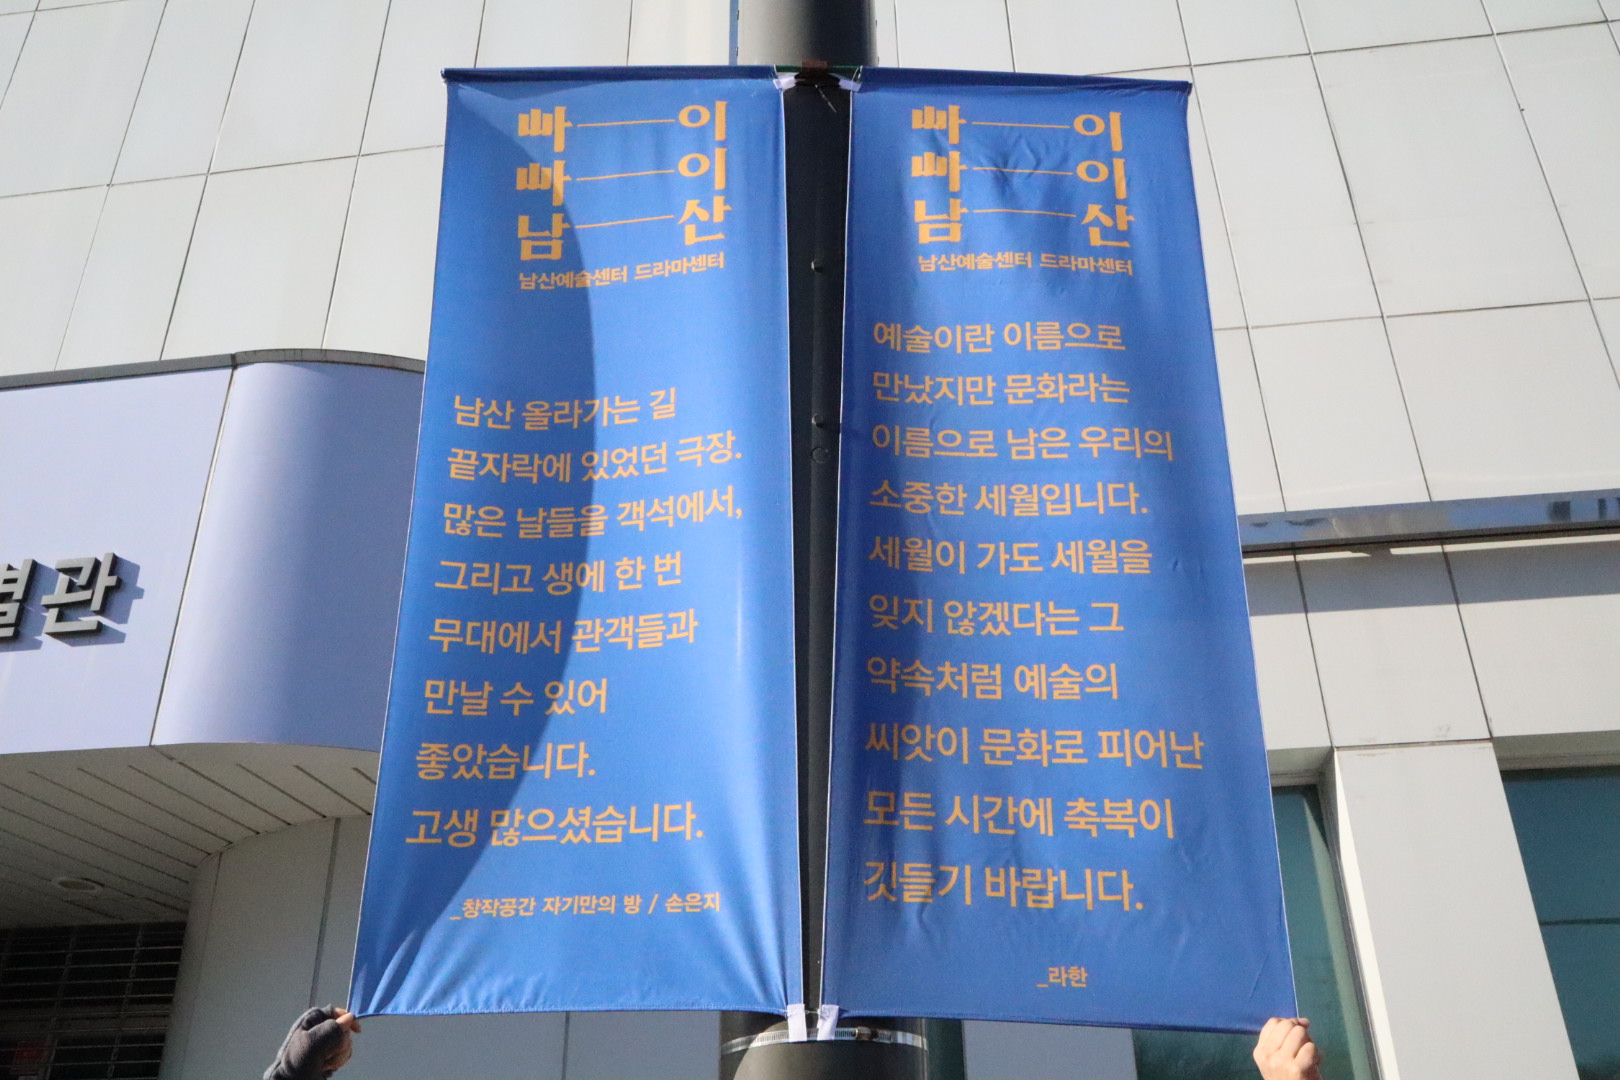 빠이
빠이
남산
남산예술센터 드라마센터
남산 올라가는 길
끝자락에 있었던 극장.
많은 날들을 객석에서,
그리고 생에 한 번
무대에서 관객들과
만날 수 있어
좋았습니다.
고생 많으셨습니다.
_창작공간 자기만의 방 / 손은지
빠이
빠이
남산
남산예술센터 드라마센터
예술이란 이름으로
만났지만 문화라는
이름으로 남은 우리의
소중한 세월입니다.
세월이 가도 세월을
잊지 않겠다는 그
약속처럼 예술의
씨앗이 문화로 피어난
모든 시간에 축복이
깃들기 바랍니다.
_라한
별관